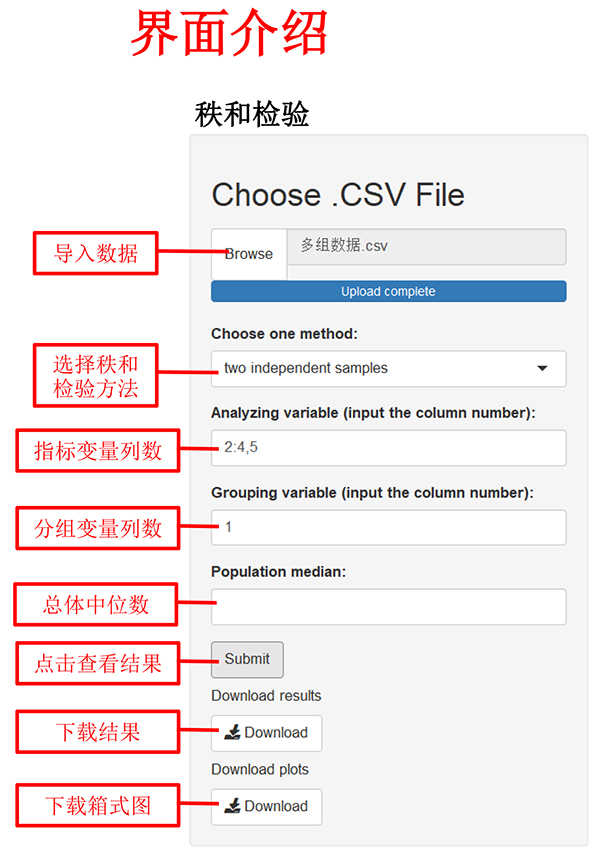 界面介绍
秩和检验
Choose .CSV File
导入数据
Browse
多组数据.csv
Upload complete
Choose one method:
选择秩和
检验方法
two independent samples
Analyzing variable (input the column number):
指标变量列数
2:4,5
Grouping variable (input the column number):
分组变量列数
1
Population median:
总体中位数
点击查看结果
Submit
Download results
下载结果
Download
Download plots
下载箱式图
Download